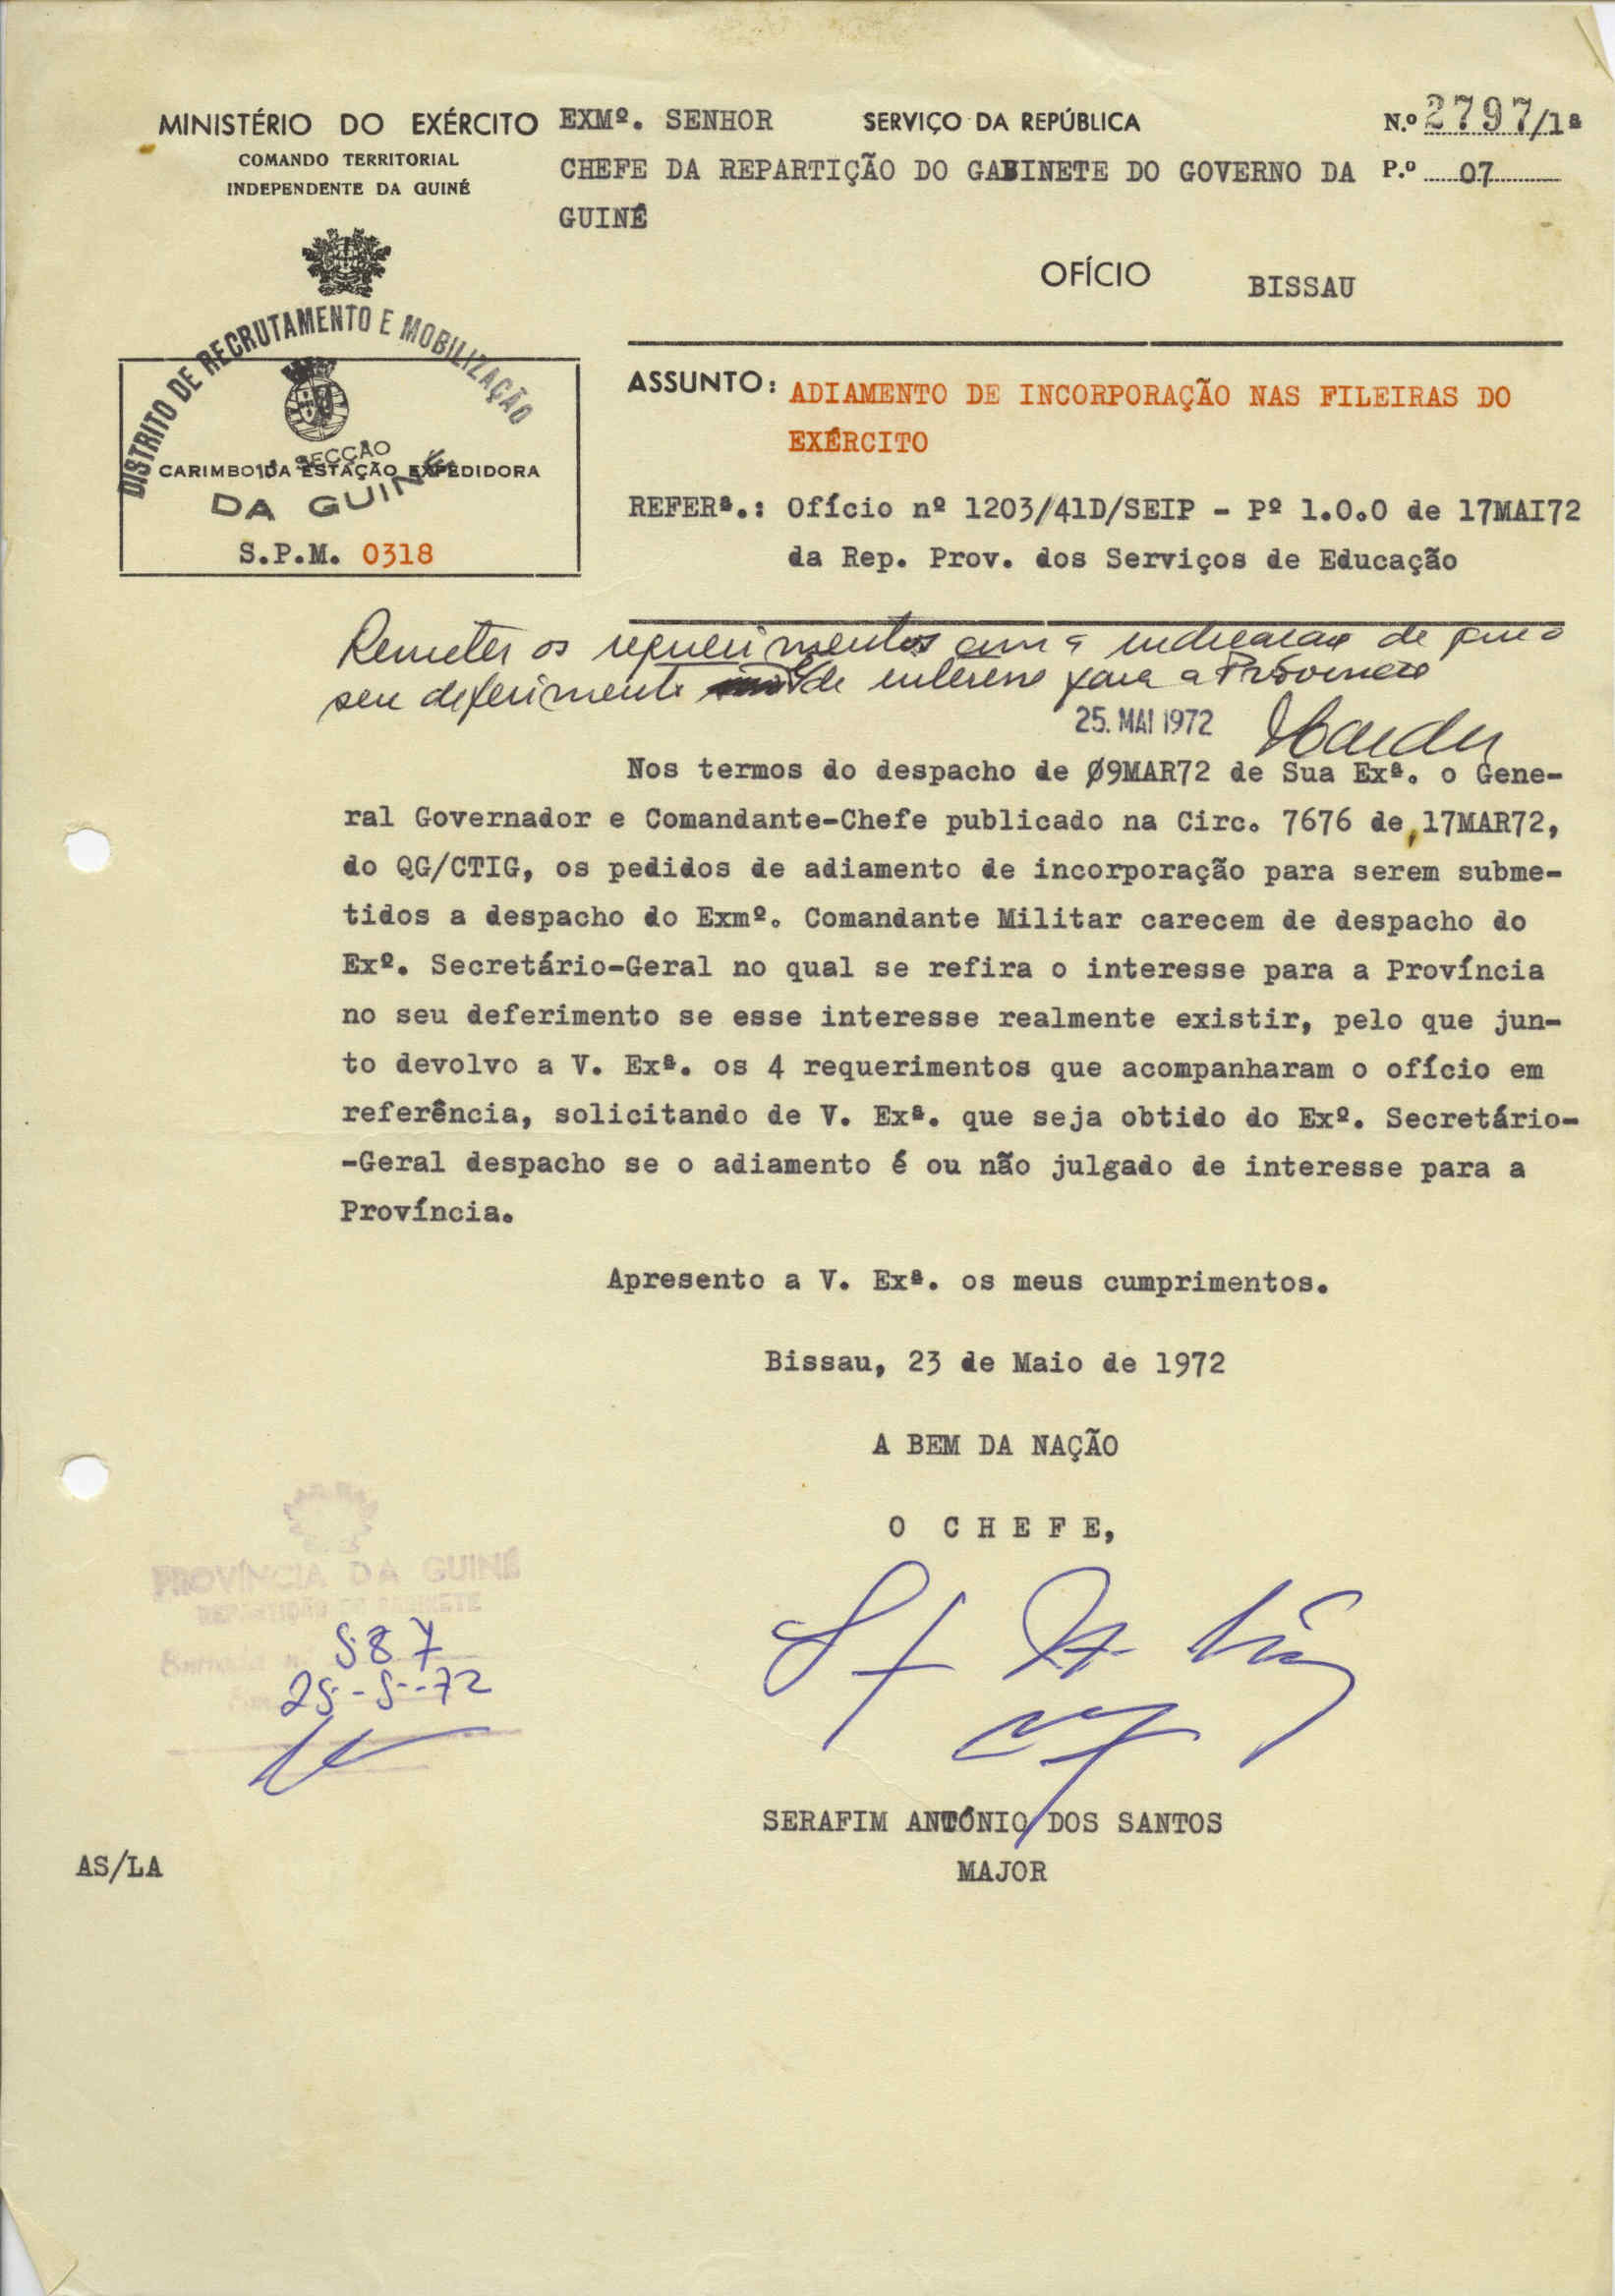 MINISTÉRIO DO EXÉRCITO
COMANDO TERRITORIAL
INDEPENDENTE DA GUINÉ
EXMº. SENHOR
SERVIÇO DA REPÚBLICA
N.º 2797/1ª
CHEFE DA REPARTIÇÃO DO GABINETE DO GOVERNO DA
P.º 07
GUINÉ
OFÍCIO BISSAU
DISTRITO DE RECRUTAMENTO E MOBILIZAÇÃO
SECÇÃO
CARIMBO DA ESTAÇÃO EXPEDIDORA
DA GUINÉ
S.P.M. 0318
ASSUNTO: ADIAMENTO DE INCORPORAÇÃO NAS FILEIRAS DO
EXÉRCITO
REFERª.: Ofício nº 1203/41D/SEIP - Pº 1.0.0 de 17MAI72
da Rep. Prov. dos Serviços de Educação
Remeter os requerimentos com a indicação de que o
seu deferimento é de interesse para a Província
25. MAI 1972
Nos termos do despacho de Ø9MAR72 de Sua Exª. o Gene-
ral Governador e Comandante-Chefe publicado na Circ. 7676 de 17MAR72,
do QG/CTIG, os pedidos de adiamento de incorporação para serem subme-
tidos a despacho do Exmº. Comandante Militar carecem de despacho do
Exº. Secretário-Geral no qual se refira o interesse para a Província
no seu deferimento se esse interesse realmente existir, pelo que jun-
to devolvo a V. Exª. os 4 requerimentos que acompanharam o ofício em
referência, solicitando de V. Exª. que seja obtido do Exº. Secretário-
-Geral despacho se o adiamento é ou não julgado de interesse para a
Província.
Apresento a V. Exª. os meus cumprimentos.
Bissau, 23 de Maio de 1972
A BEM DA NAÇÃO
O CHEFE,
PROVÍNCIA DA GUINÉ
REPARTIÇÃO DO GABINETE
Entrada n.º 587
25-5-72
SERAFIM ANTÓNIO DOS SANTOS
MAJOR
AS/LA